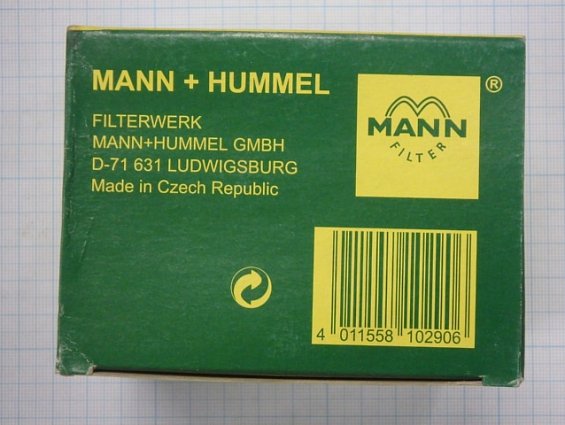 MANN + HUMMEL
®
MANN
FILTER
FILTERWERK
MANN+HUMMEL GMBH
D-71 631 LUDWIGSBURG
Made in Czech Republic
4 011558 102906